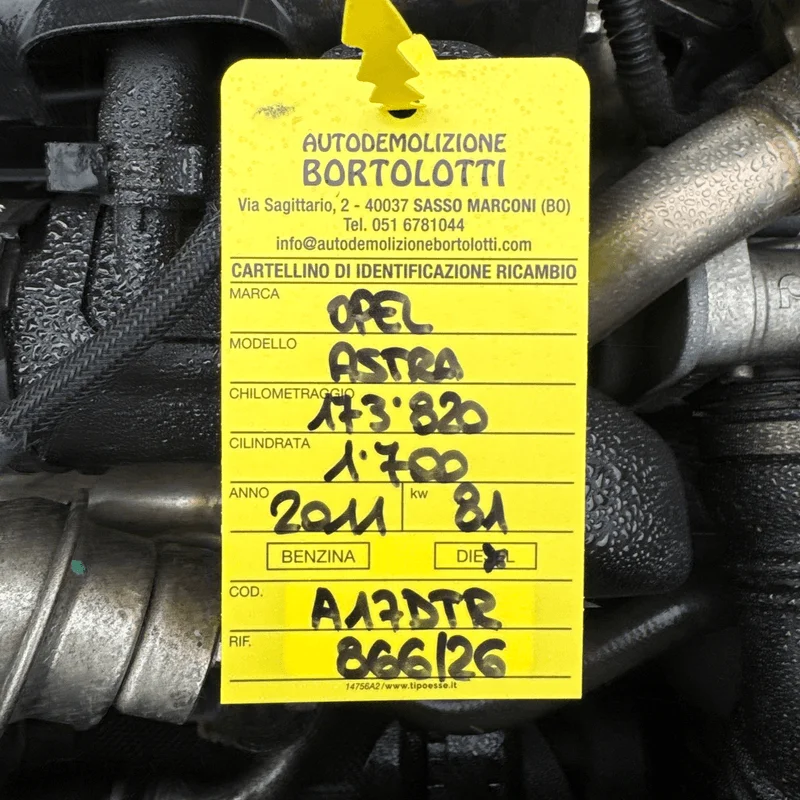 AUTODEMOLIZIONE
BORTOLOTTI
Via Sagittario, 2 - 40037 SASSO MARCONI (BO)
Tel. 051 6781044
info@autodemolizionebortolotti.com
CARTELLINO DI IDENTIFICAZIONE RICAMBIO
MARCA OPEL
MODELLO ASTRA
CHILOMETRAGGIO 173'820
CILINDRATA 1.700
ANNO 2011 kw 81
BENZINA DIESEL
COD. A17DTR
RIF. 866/26
14756A2/www.tipoesse.it